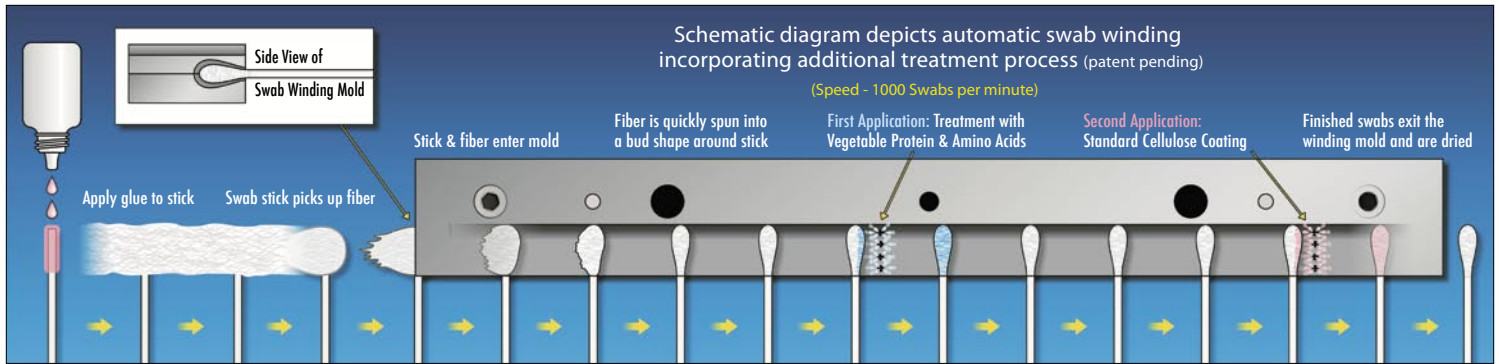 Schematic diagram depicts automatic swab winding
incorporating additional treatment process (patent pending)
(Speed - 1000 Swabs per minute)
Side View of
Swab Winding Mold
Apply glue to stick
Swab stick picks up fiber
Stick & fiber enter mold
Fiber is quickly spun into
a bud shape around stick
First Application: Treatment with
Vegetable Protein & Amino Acids
Second Application:
Standard Cellulose Coating
Finished swabs exit the
winding mold and are dried